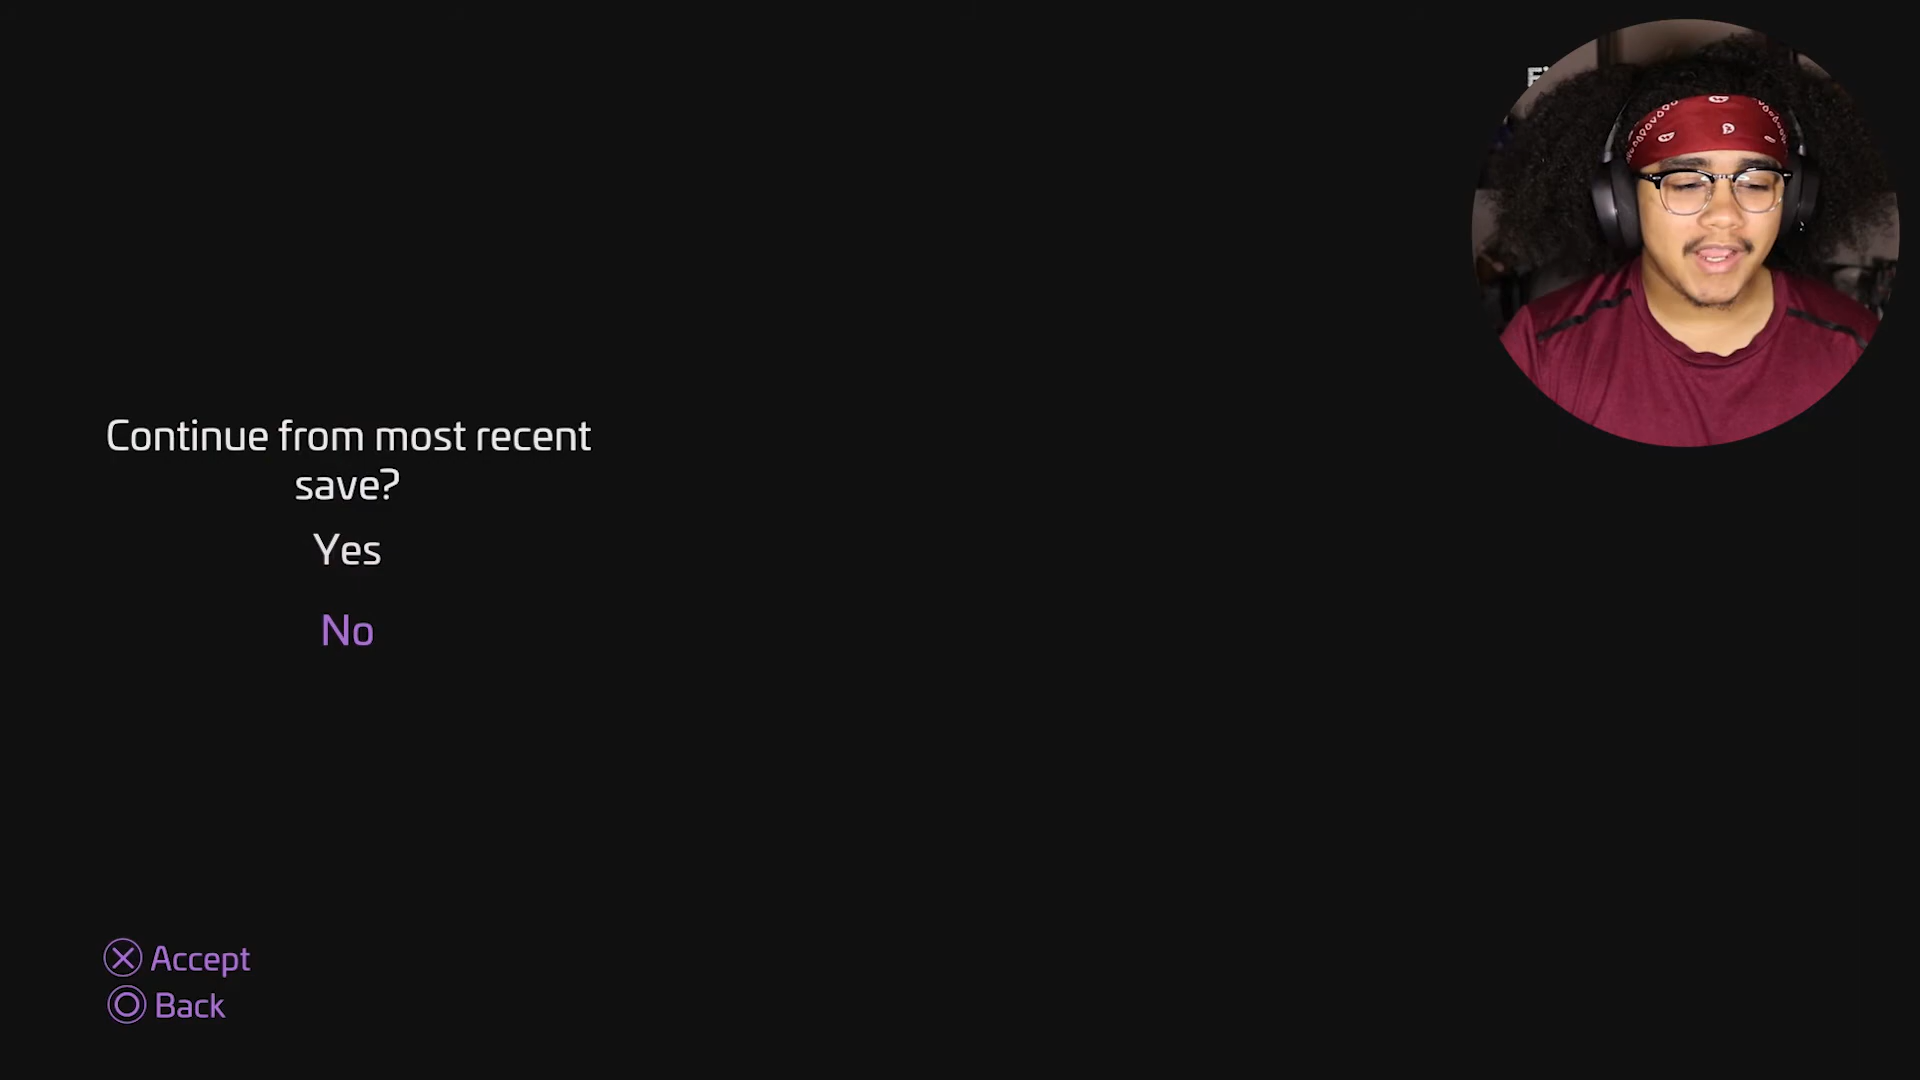 Continue from most recent
save?
Yes
No
Accept
Back